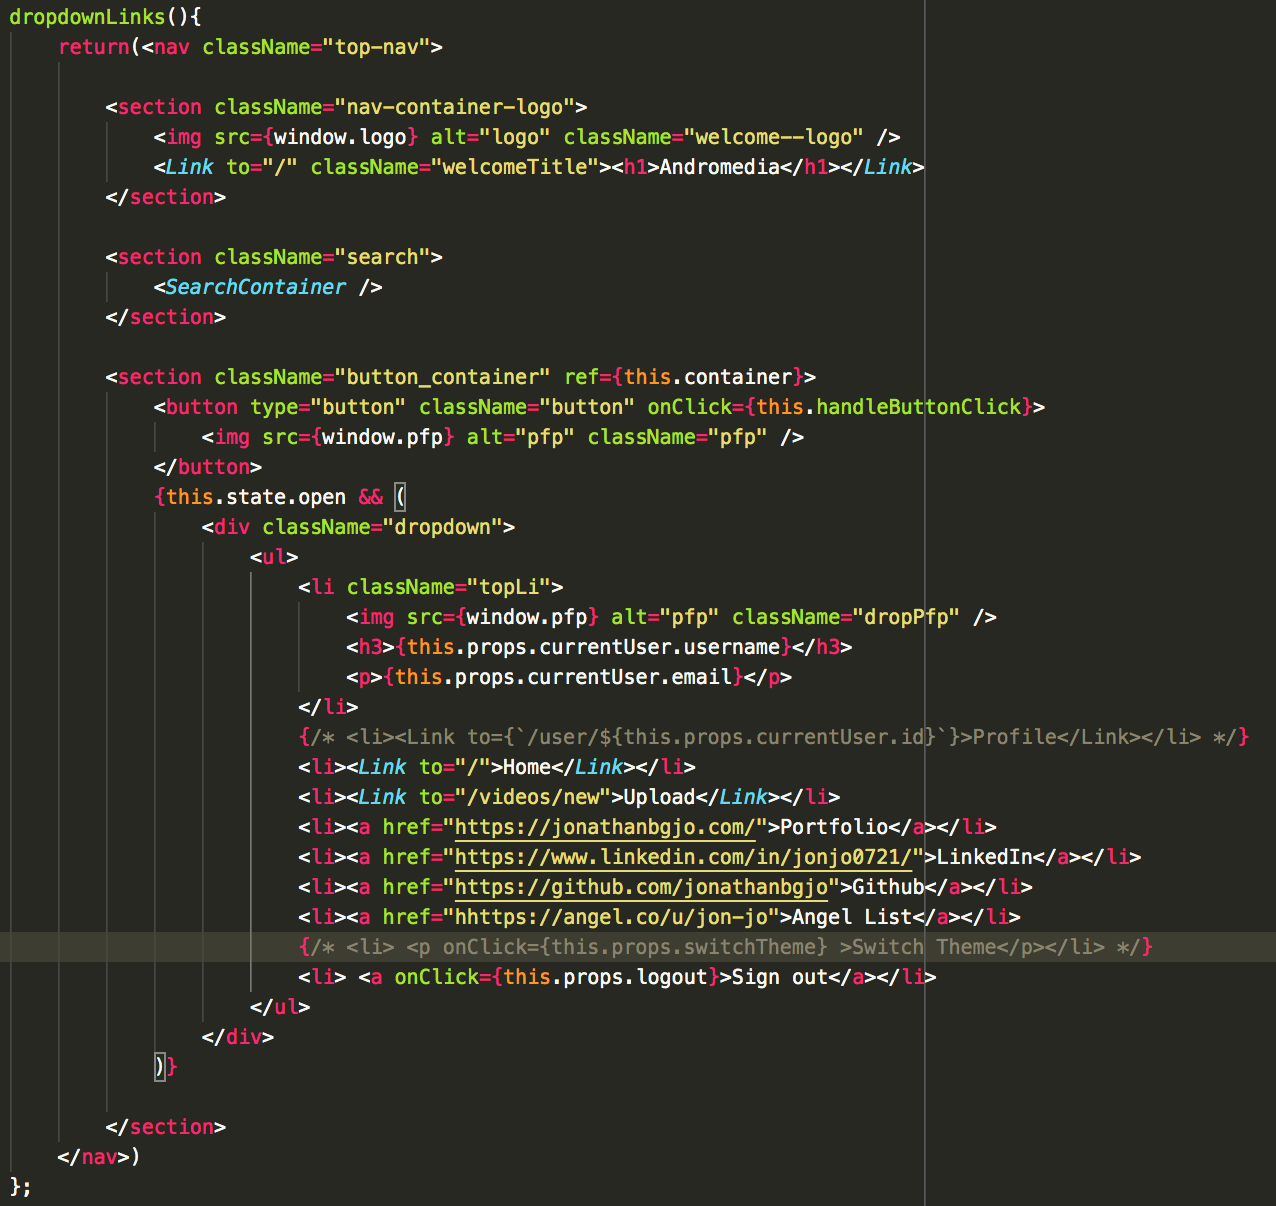 dropdownLinks(){
    return(<nav className="top-nav">

        <section className="nav-container-logo">
            <img src={window.logo} alt="logo" className="welcome--logo" />
            <Link to="/" className="welcomeTitle"><h1>Andromedia</h1></Link>
        </section>

        <section className="search">
            <SearchContainer />
        </section>

        <section className="button_container" ref={this.container}>
            <button type="button" className="button" onClick={this.handleButtonClick}>
                <img src={window.pfp} alt="pfp" className="pfp" />
            </button>
            {this.state.open && (
                <div className="dropdown">
                    <ul>
                        <li className="topLi">
                            <img src={window.pfp} alt="pfp" className="dropPfp" />
                            <h3>{this.props.currentUser.username}</h3>
                            <p>{this.props.currentUser.email}</p>
                        </li>
                        {/* <li><Link to={`/user/${this.props.currentUser.id}`}>Profile</Link></li> */}
                        <li><Link to="/">Home</Link></li>
                        <li><Link to="/videos/new">Upload</Link></li>
                        <li><a href="https://jonathanbgjo.com/">Portfolio</a></li>
                        <li><a href="https://www.linkedin.com/in/jonjo0721/">LinkedIn</a></li>
                        <li><a href="https://github.com/jonathanbgjo">Github</a></li>
                        <li><a href="hhttps://angel.co/u/jon-jo">Angel List</a></li>
                        {/* <li> <p onClick={this.props.switchTheme} >Switch Theme</p></li> */}
                        <li> <a onClick={this.props.logout}>Sign out</a></li>
                    </ul>
                </div>
            )}

        </section>
    </nav>)
};